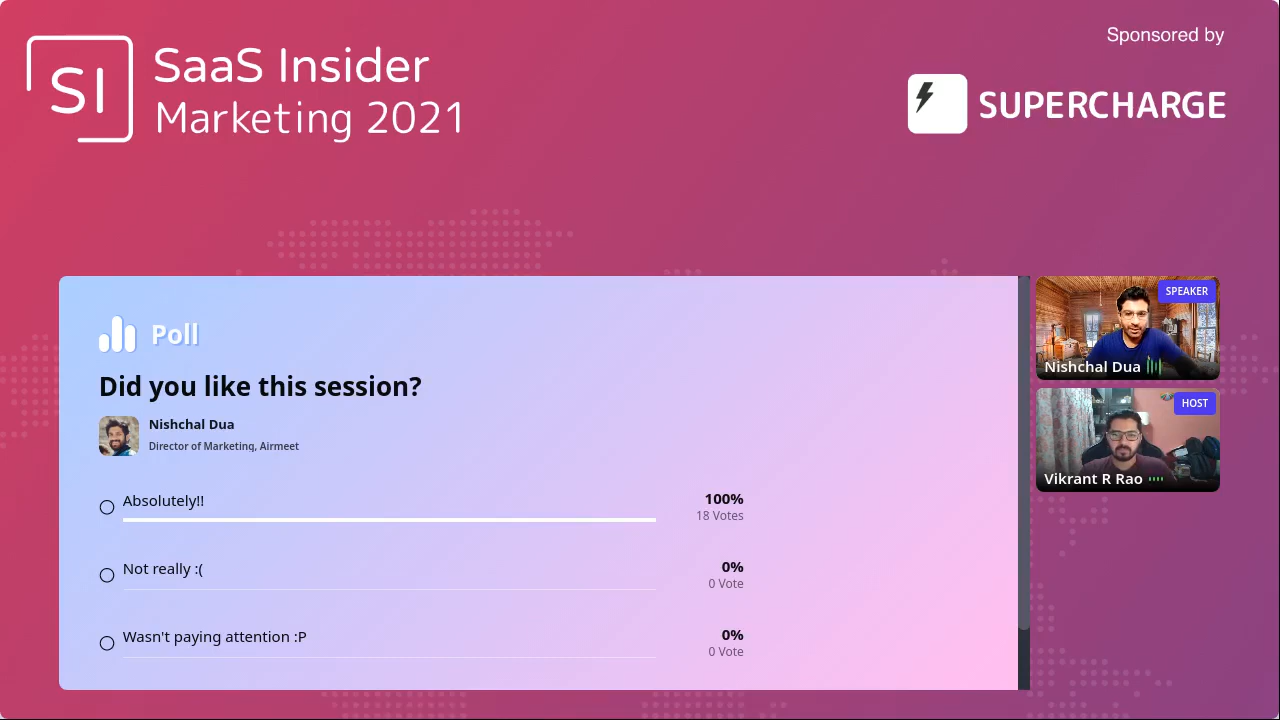 SI
SaaS Insider
Marketing 2021
Sponsored by
SUPERCHARGE
Poll
Did you like this session?
Nishchal Dua
Director of Marketing, Airmeet
Absolutely!!
100%
18 Votes
Not really :(
0%
0 Vote
Wasn't paying attention :P
0%
0 Vote
SPEAKER
Nishchal Dua
HOST
Vikrant R Rao